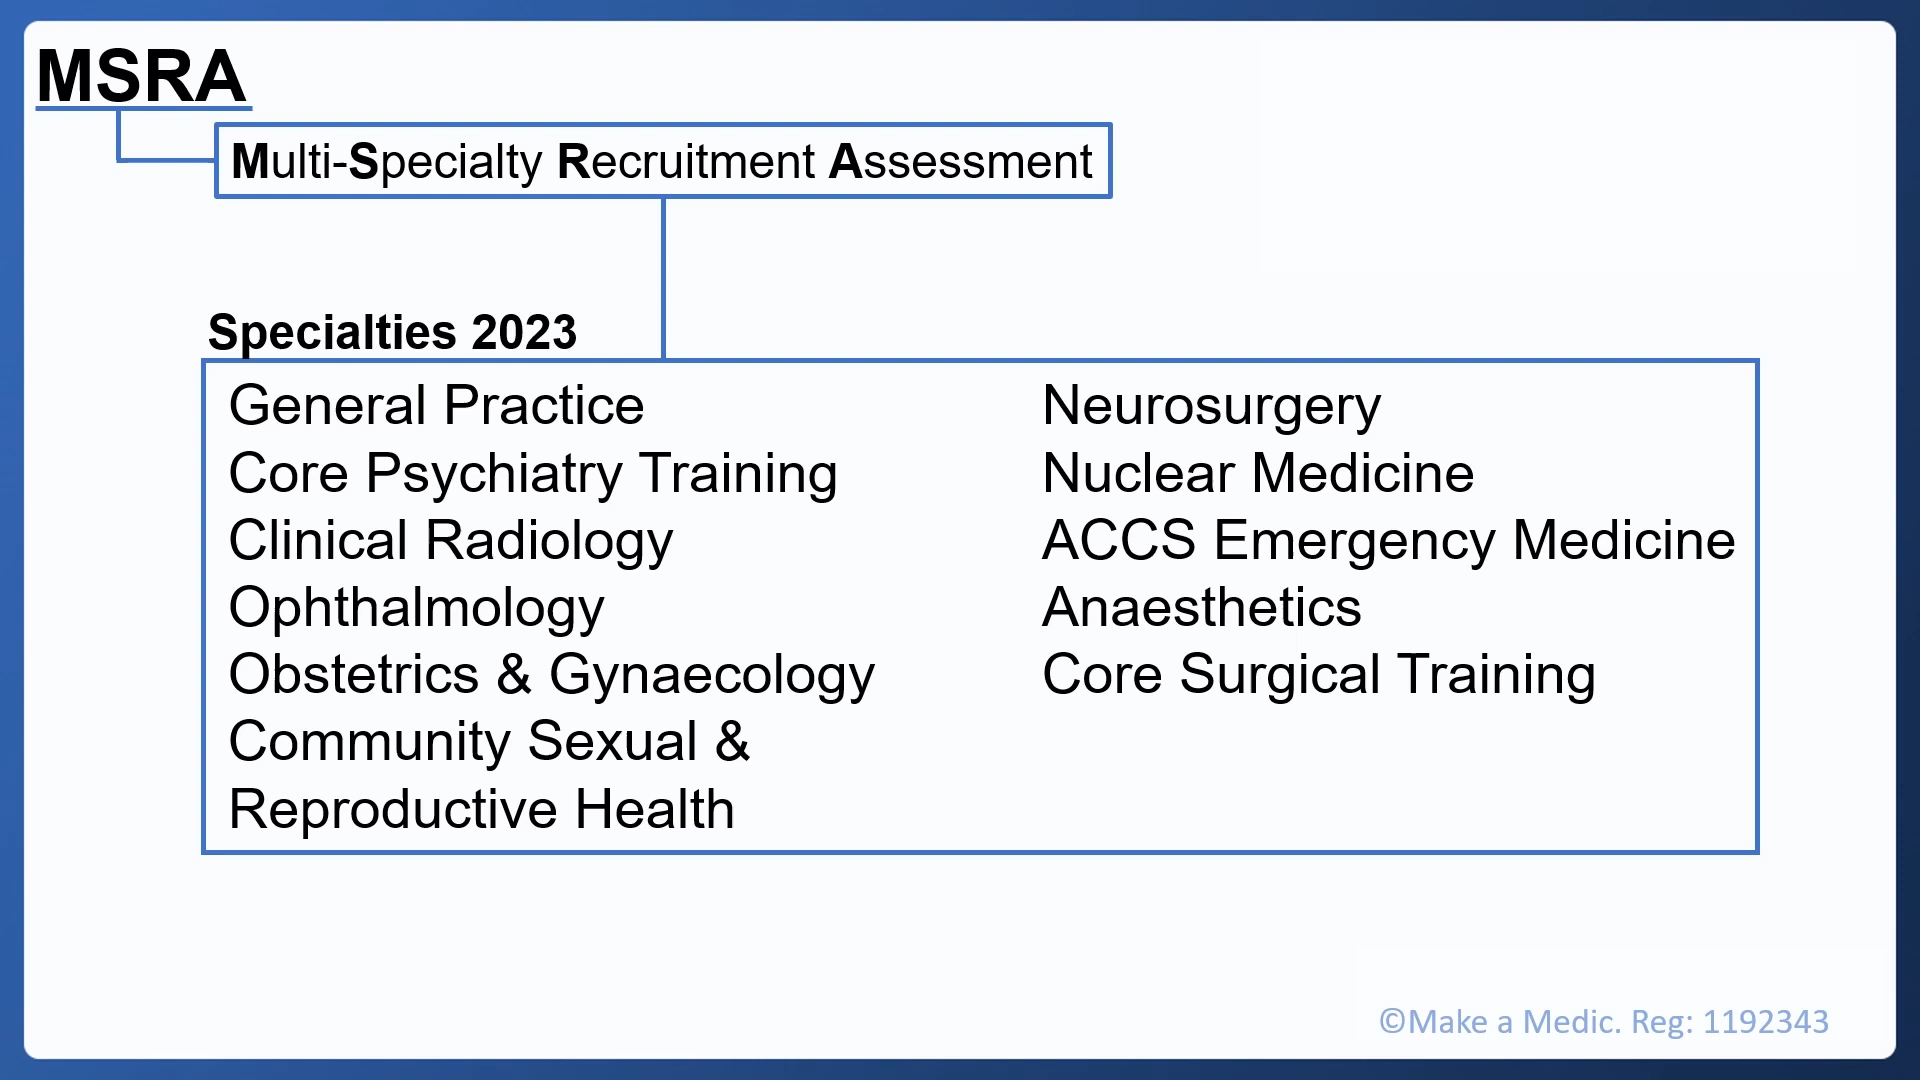 MSRA
Multi-Specialty Recruitment Assessment
Specialties 2023
General Practice
Core Psychiatry Training
Clinical Radiology
Ophthalmology
Obstetrics & Gynaecology
Community Sexual &
Reproductive Health
Neurosurgery
Nuclear Medicine
ACCS Emergency Medicine
Anaesthetics
Core Surgical Training
©Make a Medic. Reg: 1192343